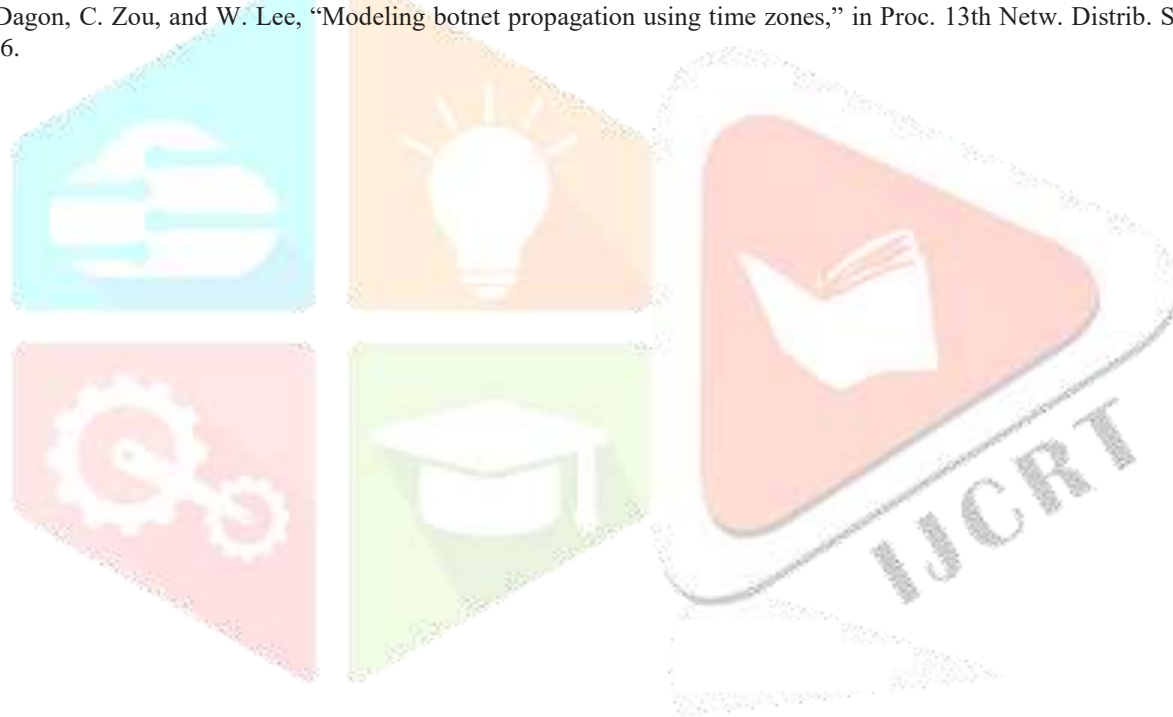 Dagon, C. Zou, and W. Lee, “Modeling botnet propagation using time zones,” in Proc. 13th Netw. Distrib. S
6.
IJCRT